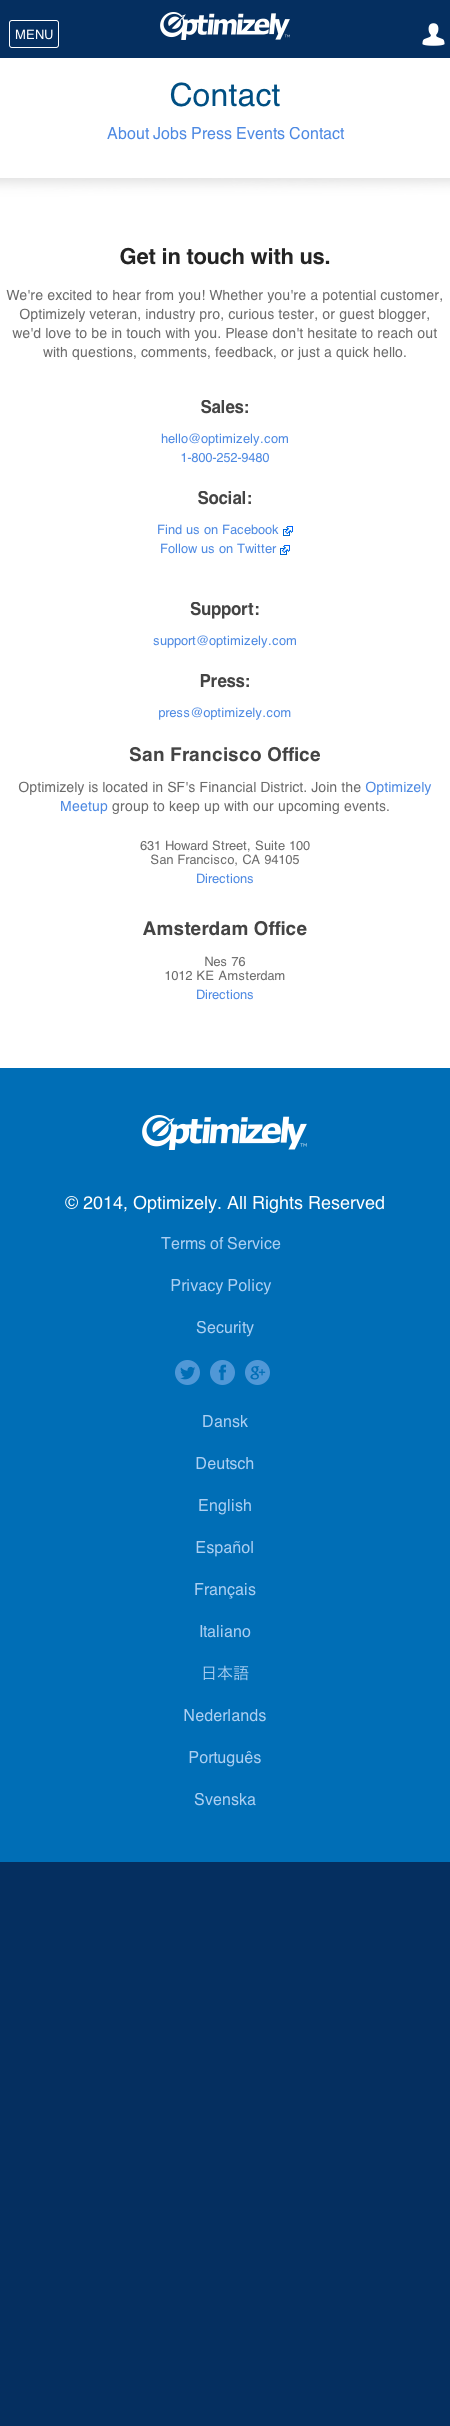 MENU
Optimizely
Contact
About Jobs Press Events Contact
Get in touch with us.
We're excited to hear from you! Whether you're a potential customer,
Optimizely veteran, industry pro, curious tester, or guest blogger,
we'd love to be in touch with you. Please don't hesitate to reach out
with questions, comments, feedback, or just a quick hello.
Sales:
hello@optimizely.com
1-800-252-9480
Social:
Find us on Facebook
Follow us on Twitter
Support:
support@optimizely.com
Press:
press@optimizely.com
San Francisco Office
Optimizely is located in SF's Financial District. Join the Optimizely
Meetup group to keep up with our upcoming events.
631 Howard Street, Suite 100
San Francisco, CA 94105
Directions
Amsterdam Office
Nes 76
1012 KE Amsterdam
Directions
Optimizely
© 2014, Optimizely. All Rights Reserved
Terms of Service
Privacy Policy
Security
Dansk
Deutsch
English
Español
Français
Italiano
日本語
Nederlands
Português
Svenska